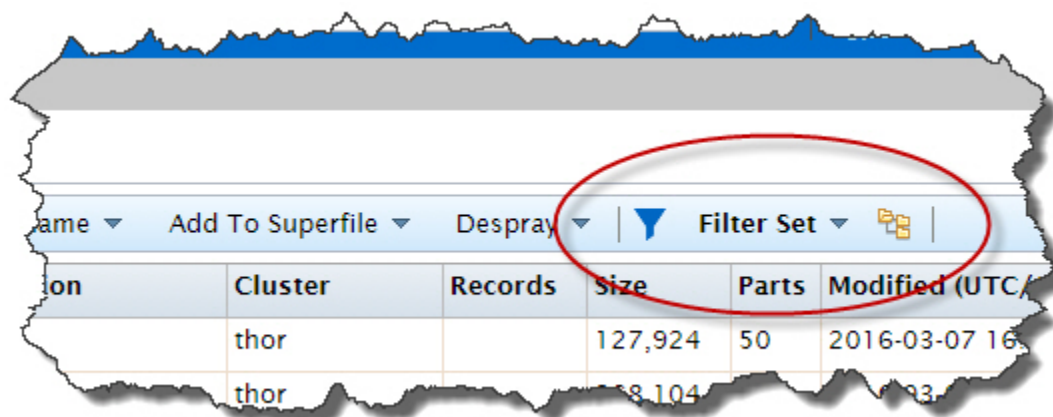 ame Add To Superfile Despray Filter Set
on Cluster Records Size Parts Modified (UTC/
thor 127,924 50 2016-03-07 16
thor